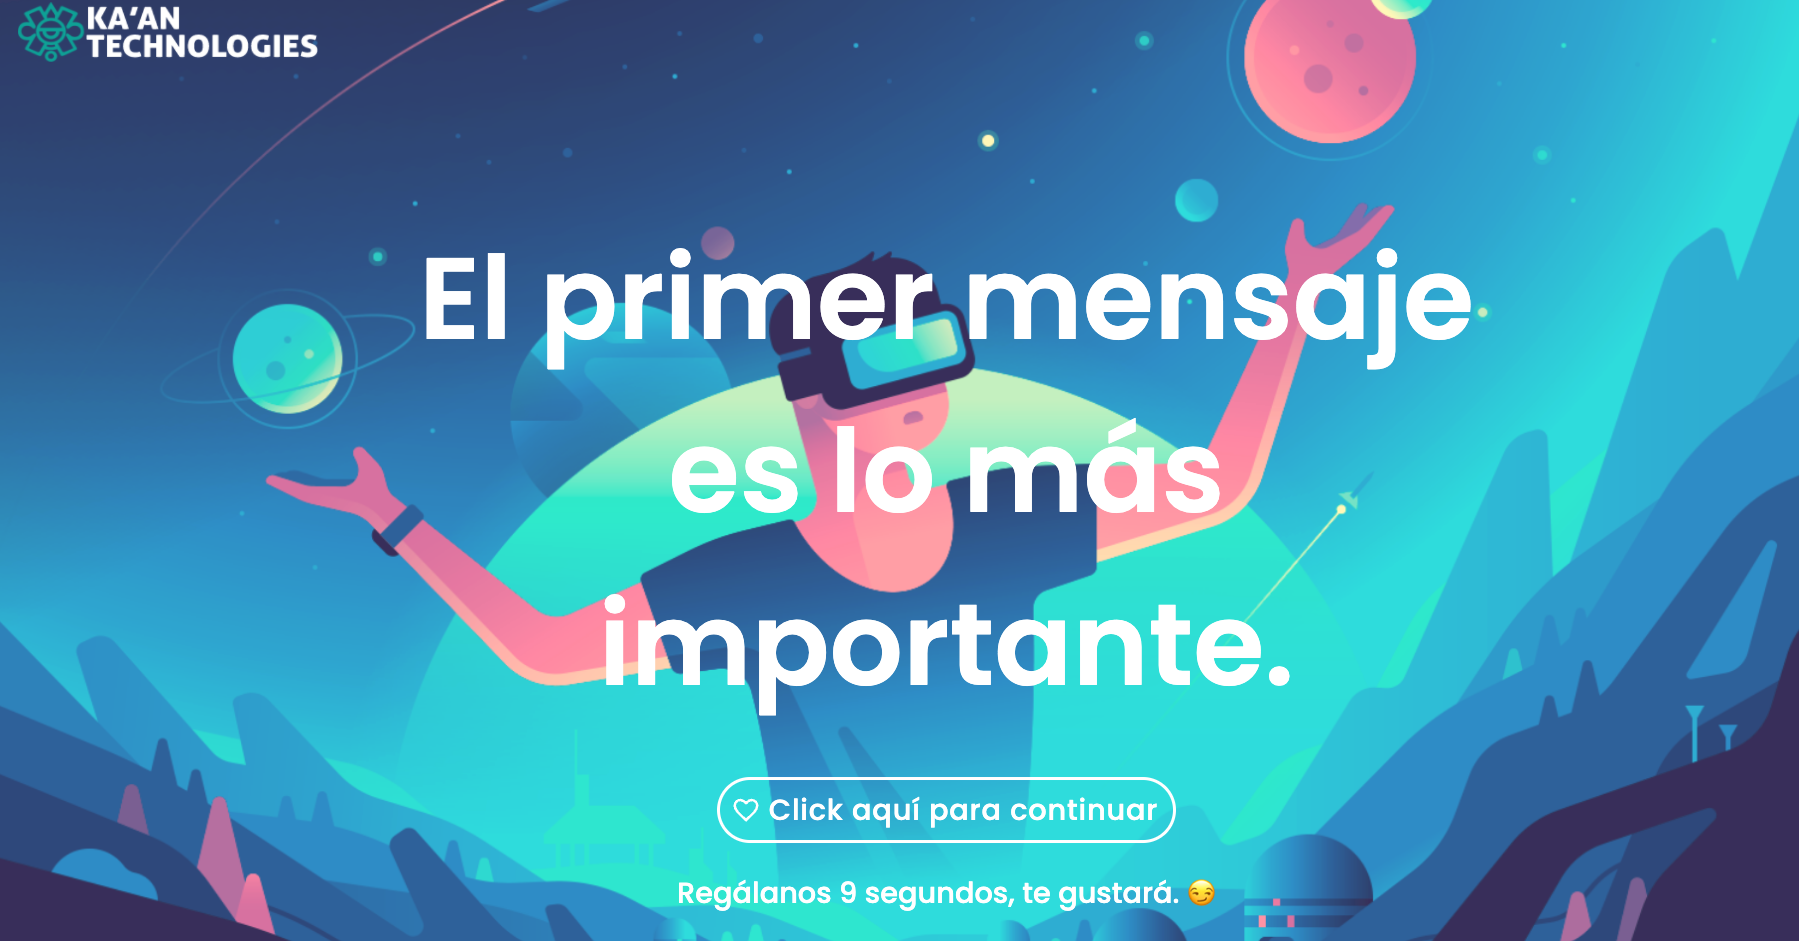 KA'AN
TECHNOLOGIES
El primer mensaje
es lo más
importante.
Click aquí para continuar
Regálanos 9 segundos, te gustará. 😏